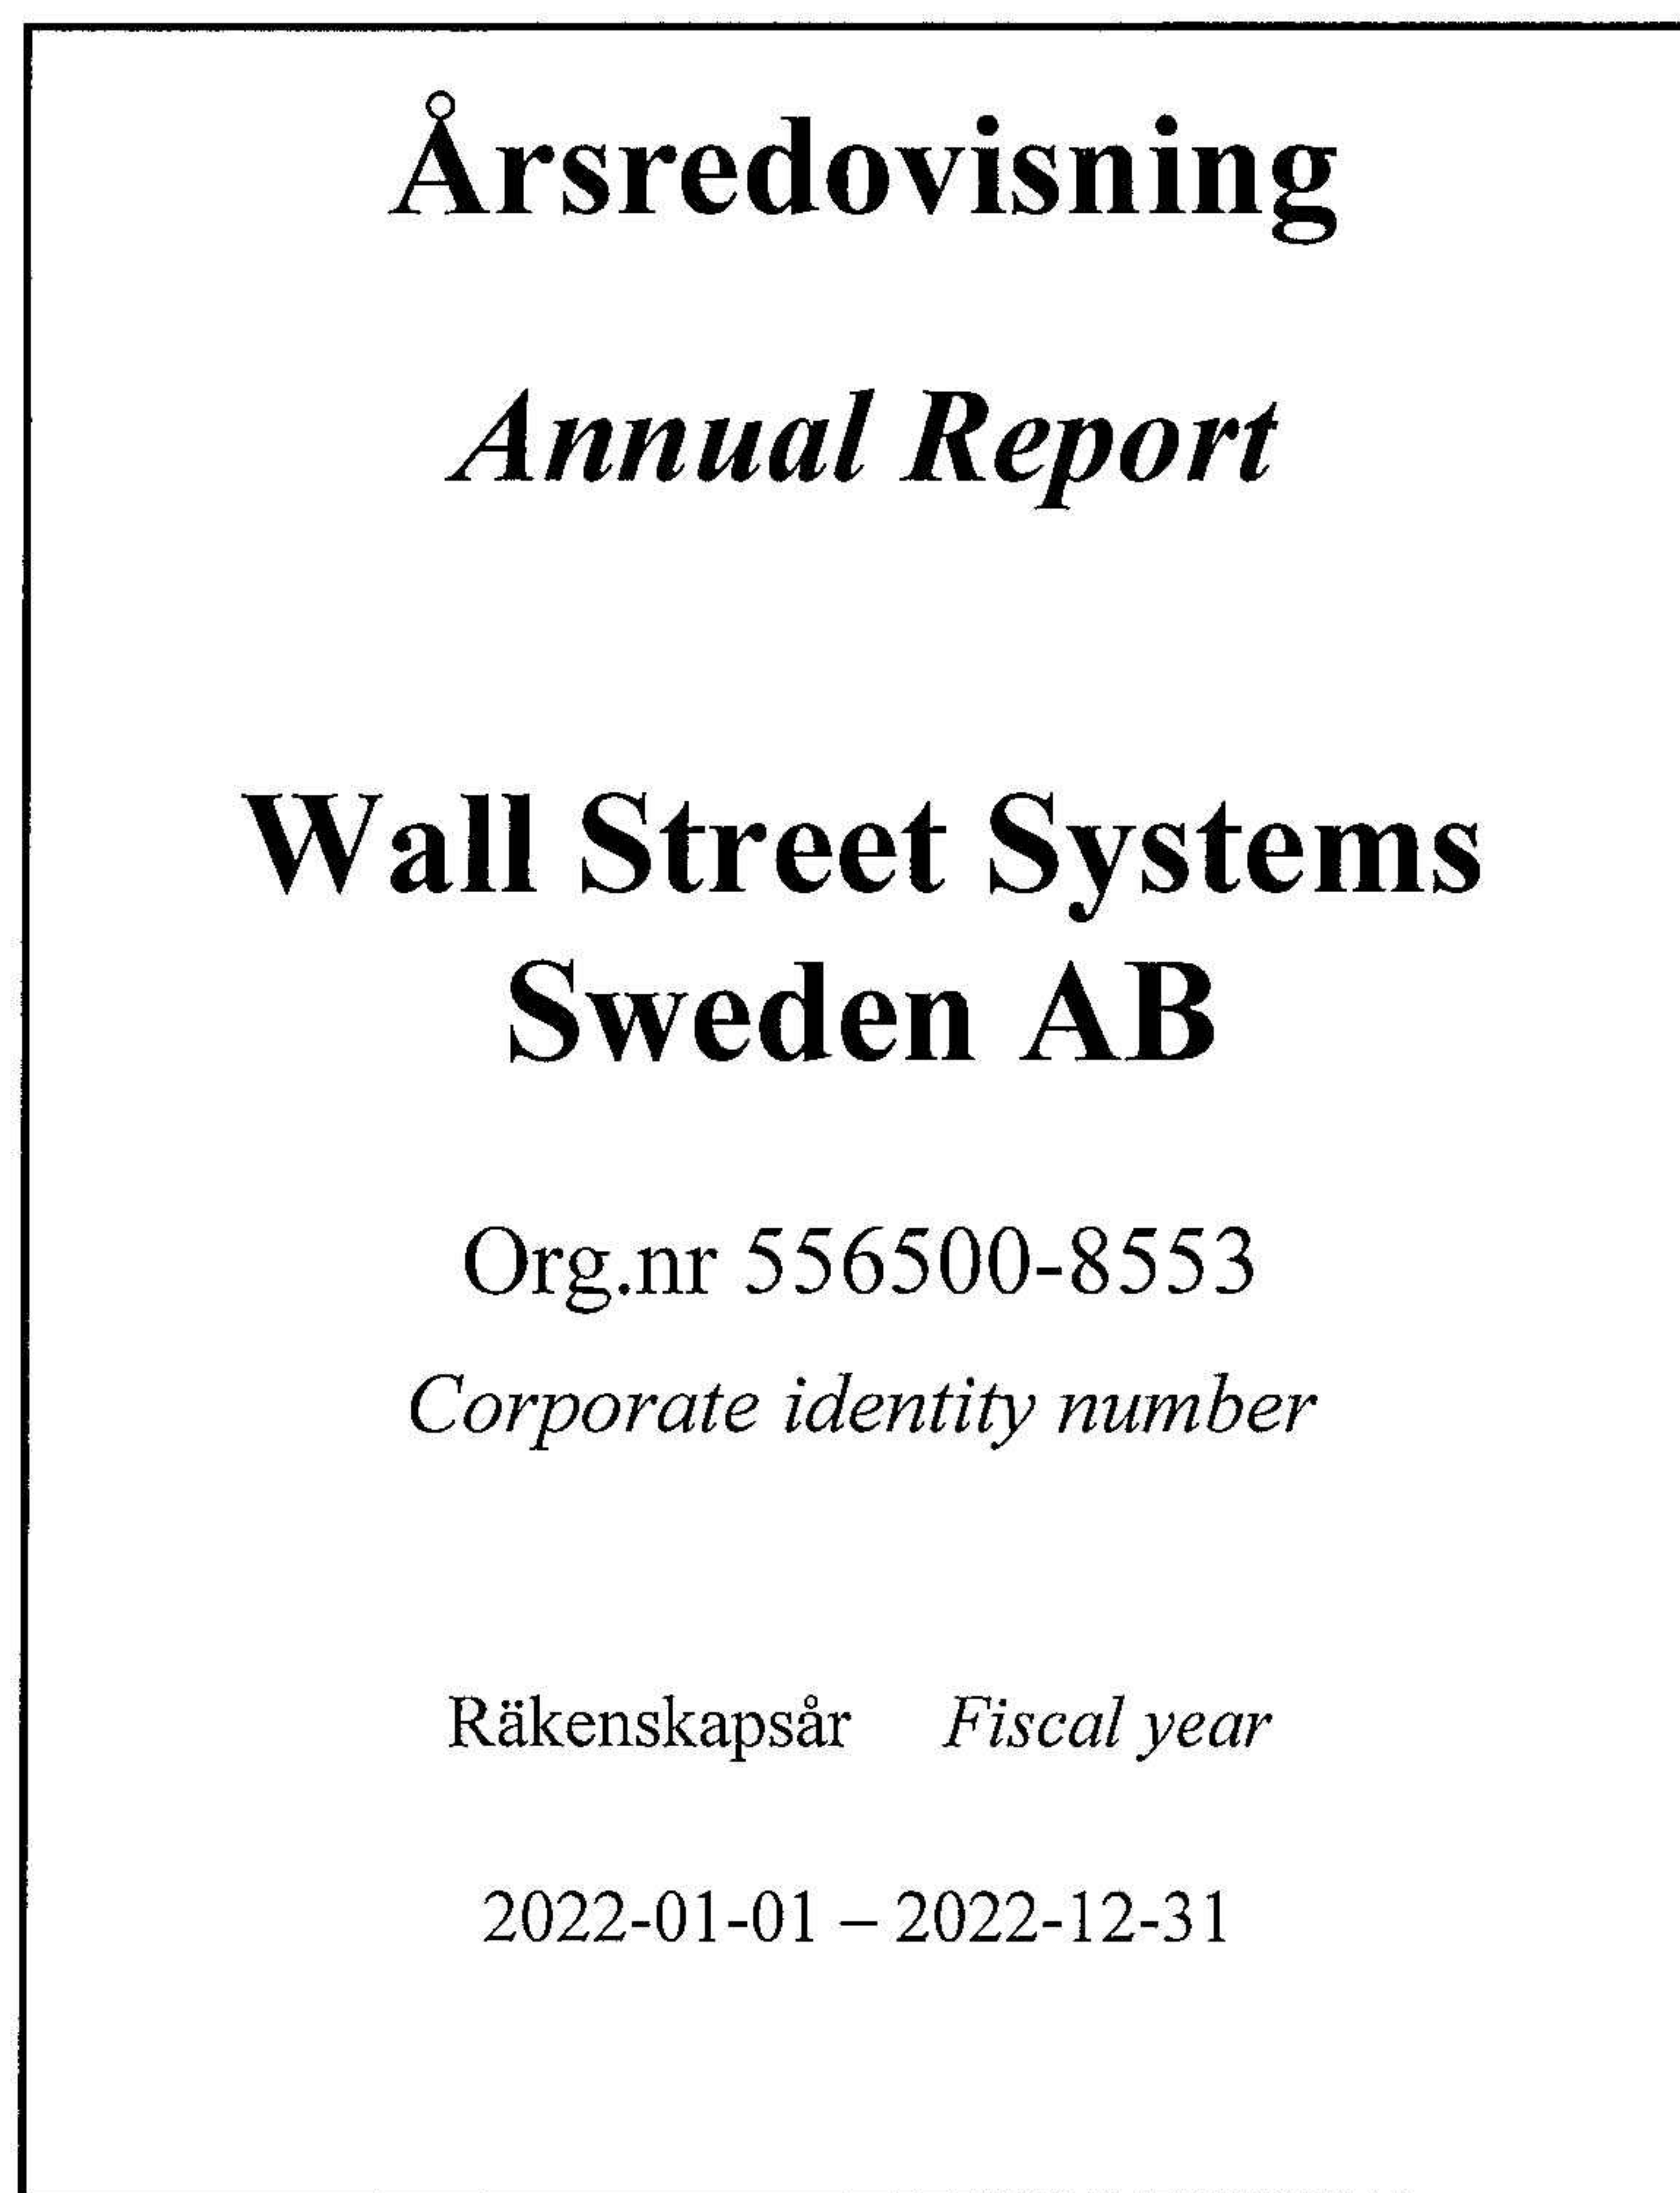 Årsredovisning
Annual Report
Wall Street Systems
Sweden AB
Org.nr 556500-8553
Corporate identity number
Räkenskapsår Fiscal year
2022-01-01 – 2022-12-31